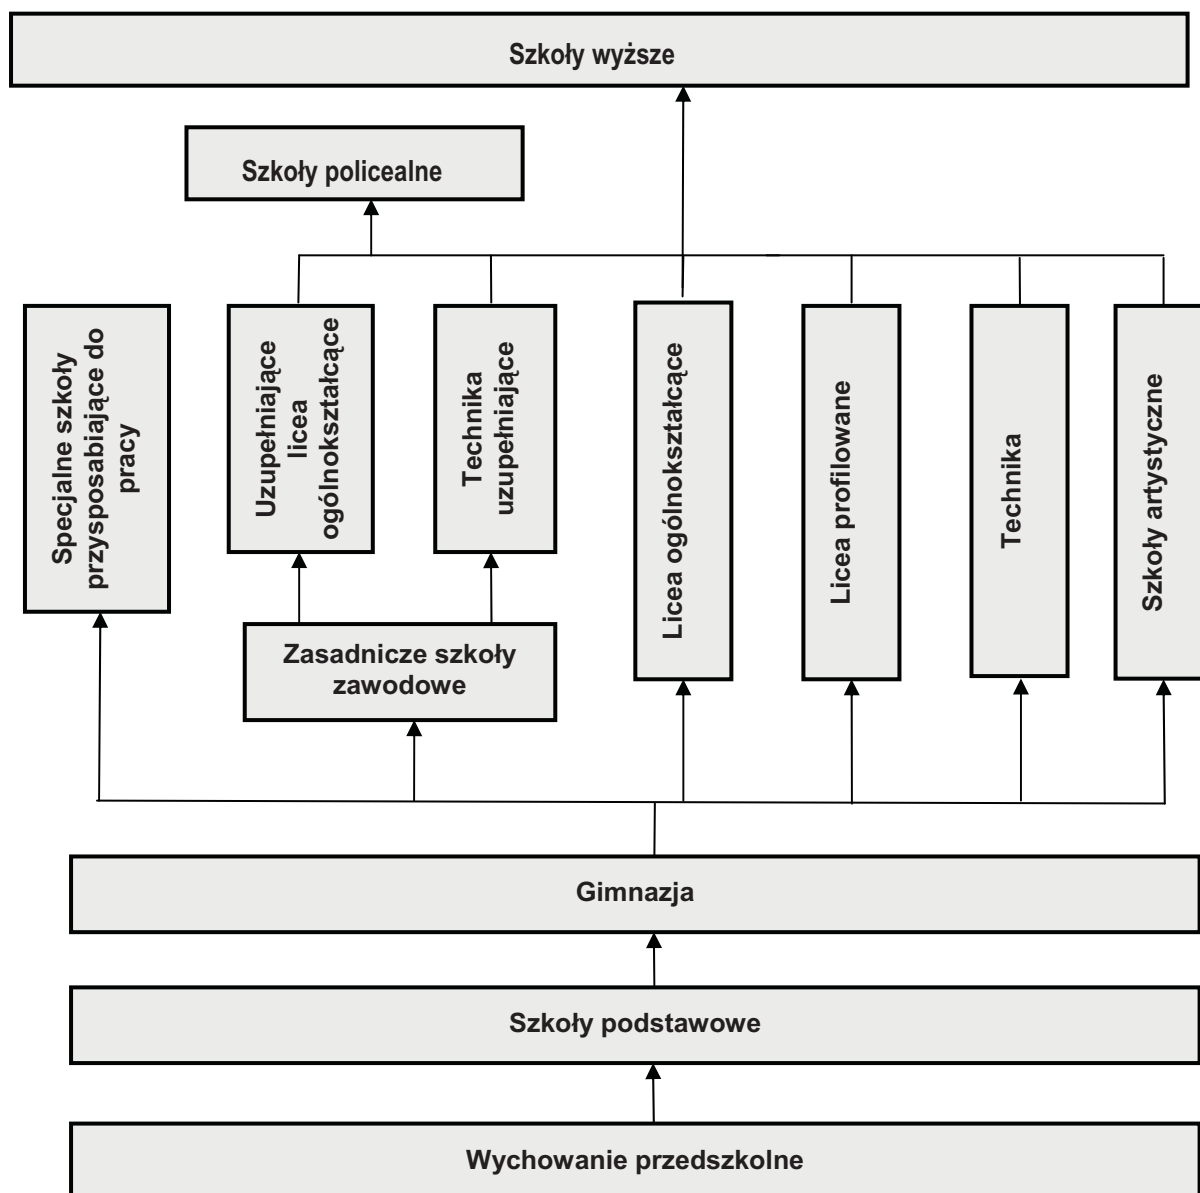 Szkoły wyższe
Szkoły policealne
Specjalne szkoły
przysposabiające do
pracy
Uzupełniające
licea
ogólnokształcące
Technika
uzupełniające
Licea ogólnokształcące
Licea profilowane
Technika
Szkoły artystyczne
Zasadnicze szkoły
zawodowe
Gimnazja
Szkoły podstawowe
Wychowanie przedszkolne